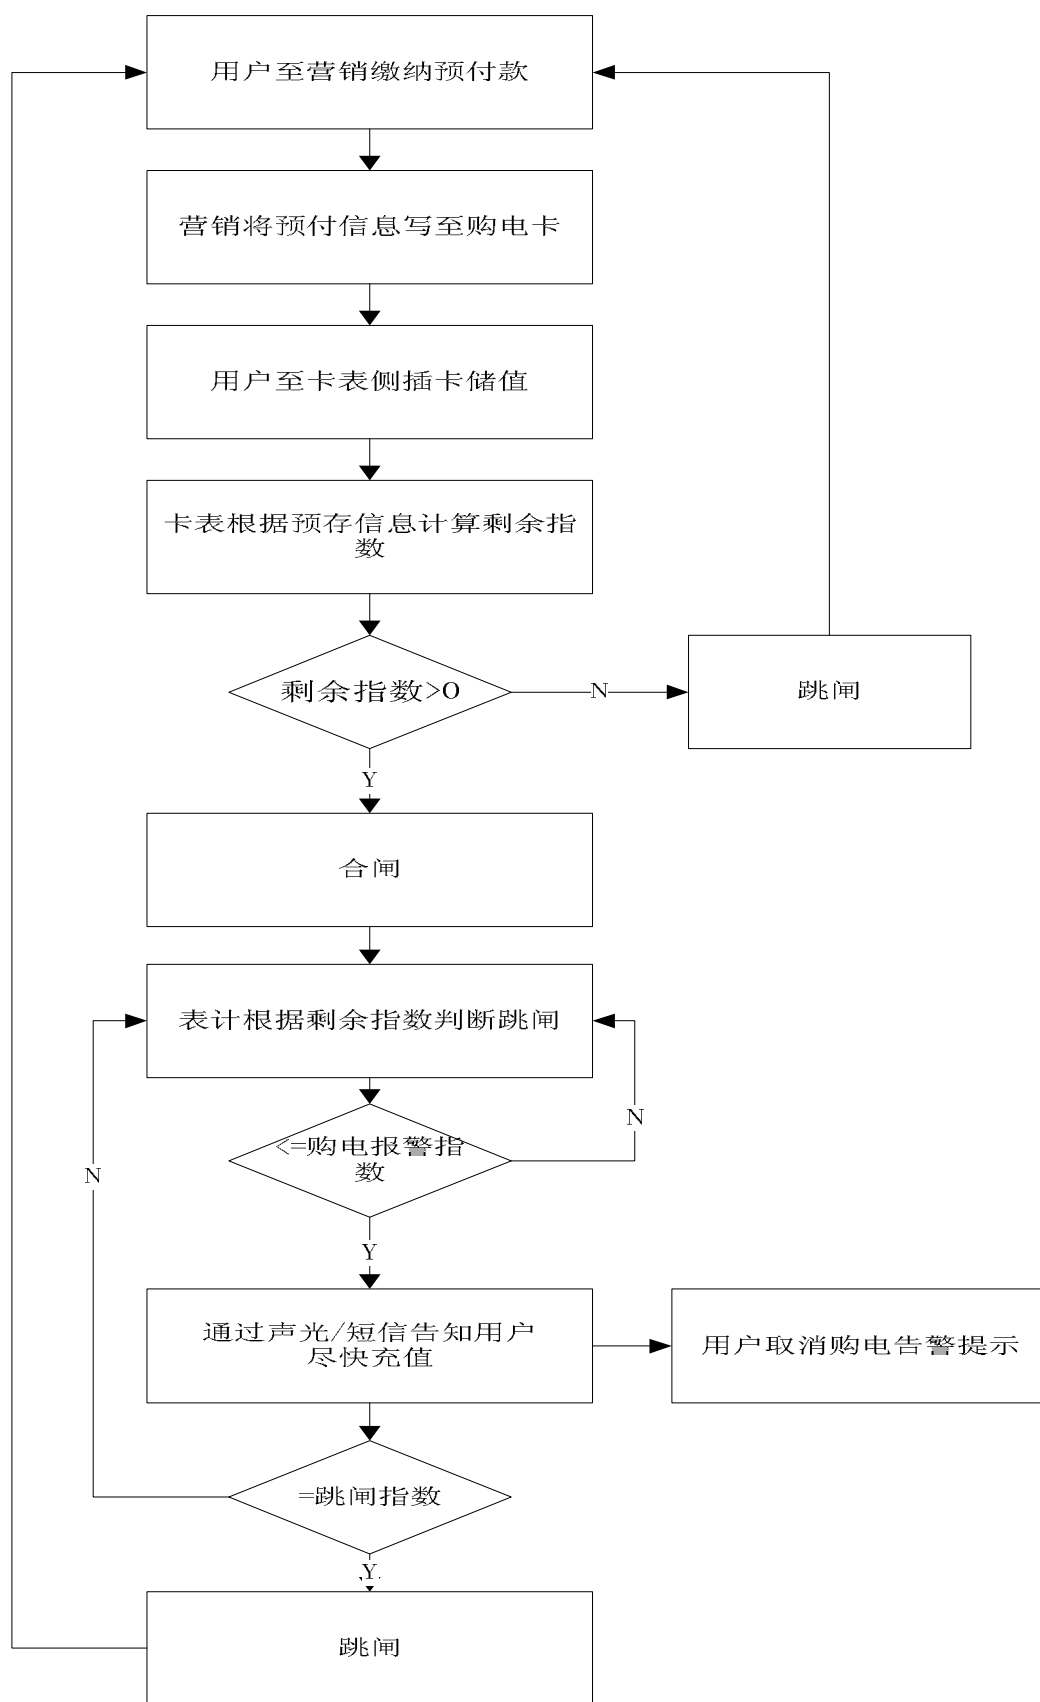 用户至营销缴纳预付款
营销将预付信息写至购电卡
用户至卡表侧插卡储值
卡表根据预存信息计算剩余指
数
剩余指数>0
N
跳闸
Y
合闸
表计根据剩余指数判断跳闸
<=购电报警指
数
N
N
Y
通过声光/短信告知用户
尽快充值
用户取消购电告警提示
=跳闸指数
Y
跳闸